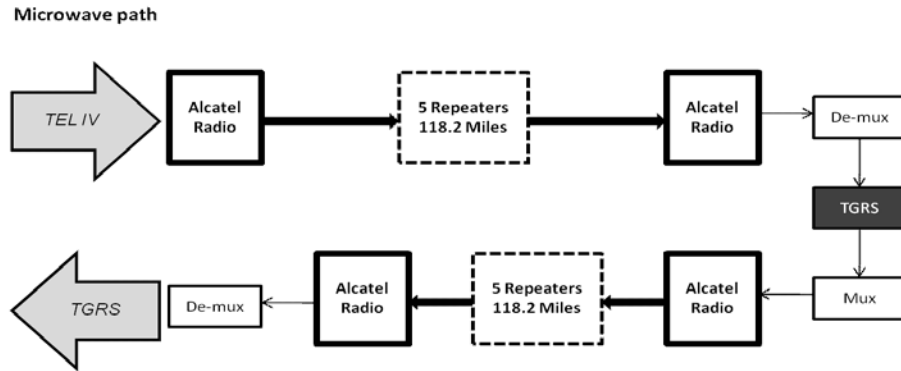 Microwave path
TEL IV
Alcatel
Radio
5 Repeaters
118.2 Miles
Alcatel
Radio
De-mux
TGRS
TGRS
De-mux
Alcatel
Radio
5 Repeaters
118.2 Miles
Alcatel
Radio
Mux